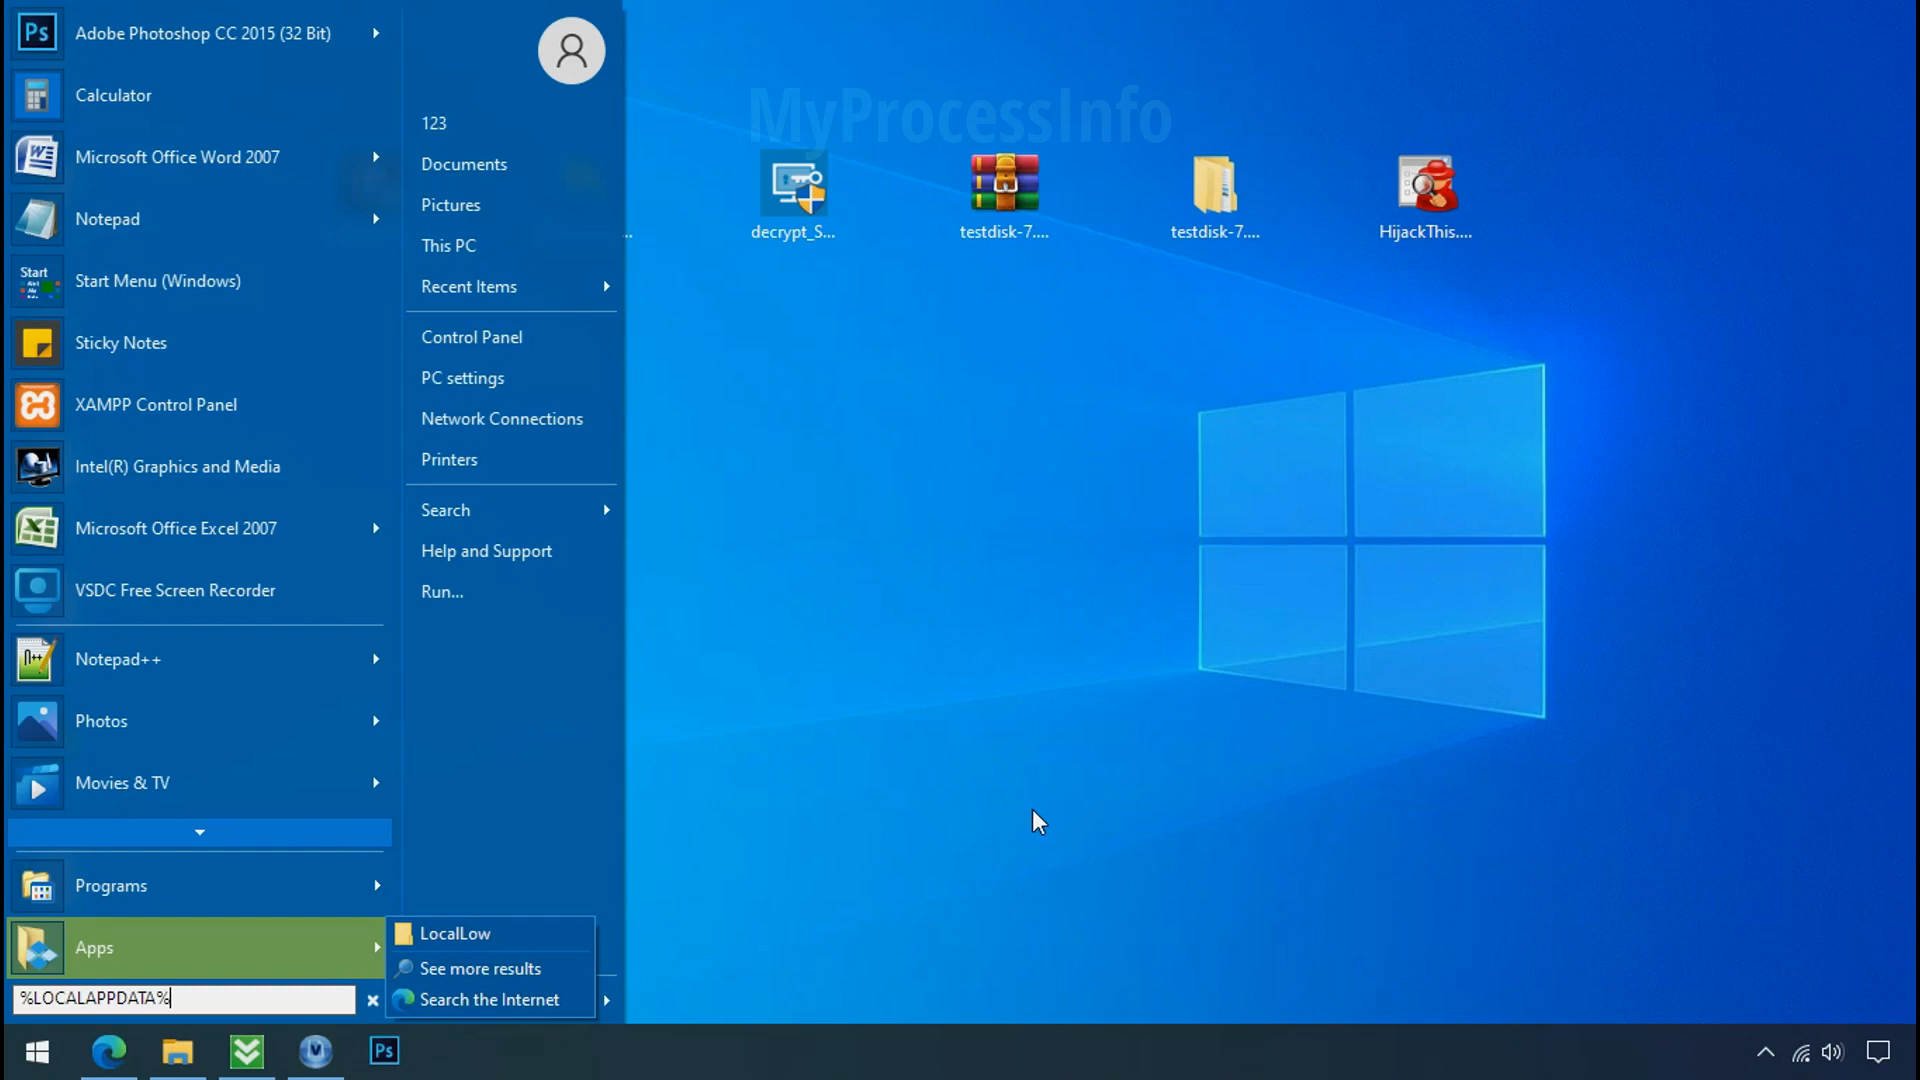 Adobe Photoshop CC 2015 (32 Bit)
Calculator
Microsoft Office Word 2007
Notepad
Start
Start Menu (Windows)
Sticky Notes
XAMPP Control Panel
Intel(R) Graphics and Media
Microsoft Office Excel 2007
VSDC Free Screen Recorder
Notepad++
Photos
Movies & TV
Programs
Apps
%LOCALAPPDATA%
123
Documents
Pictures
This PC
Recent Items
Control Panel
PC settings
Network Connections
Printers
Search
Help and Support
Run...
LocalLow
See more results
Search the Internet
MyProcessInfo
...
decrypt_S...
testdisk-7....
testdisk-7....
HijackThis....
Ps
Ps